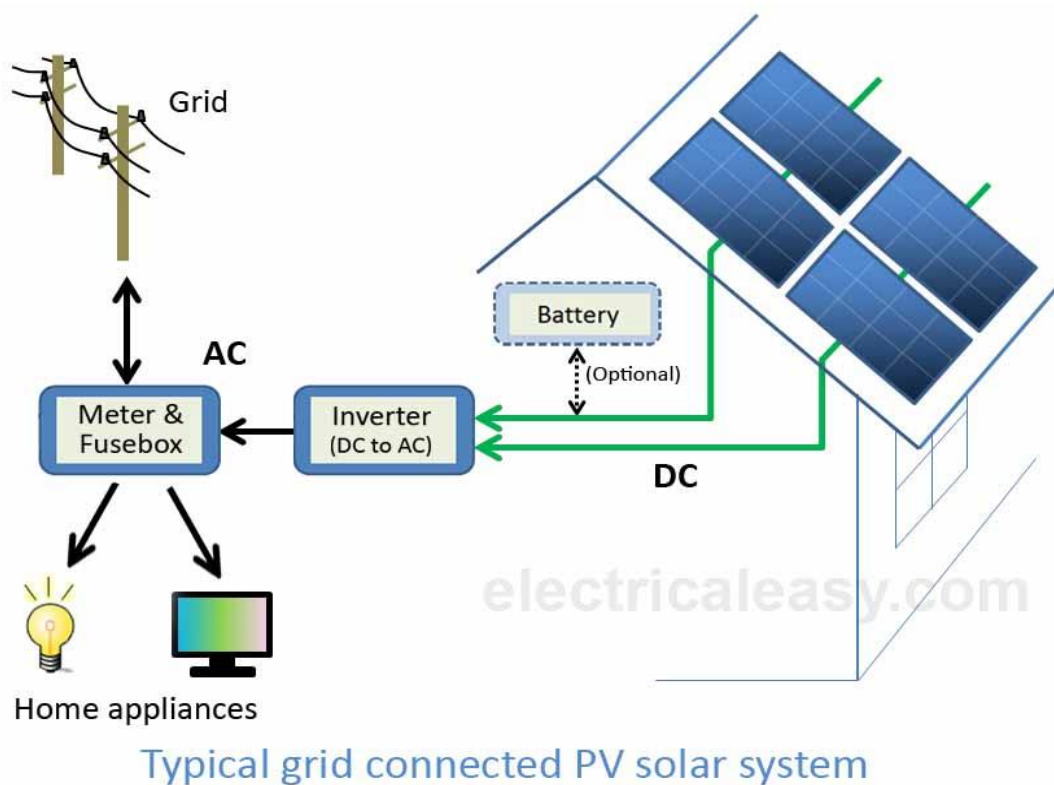 Grid
Battery
(Optional)
AC
Meter &
Fusebox
Inverter
(DC to AC)
DC
electricaleasy.com
Home appliances
Typical grid connected PV solar system